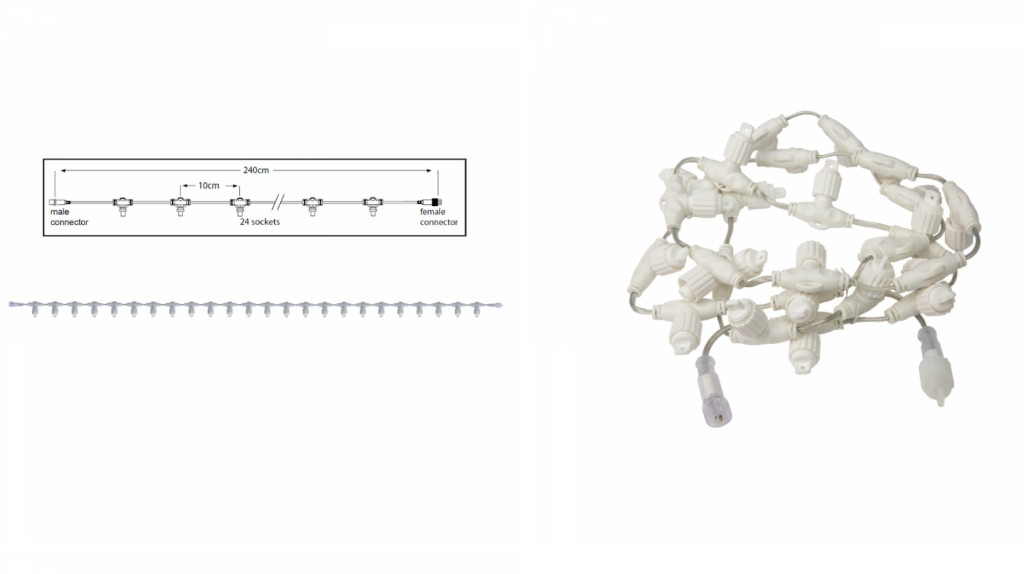 240cm
10cm
male
connector
24 sockets
female
connector